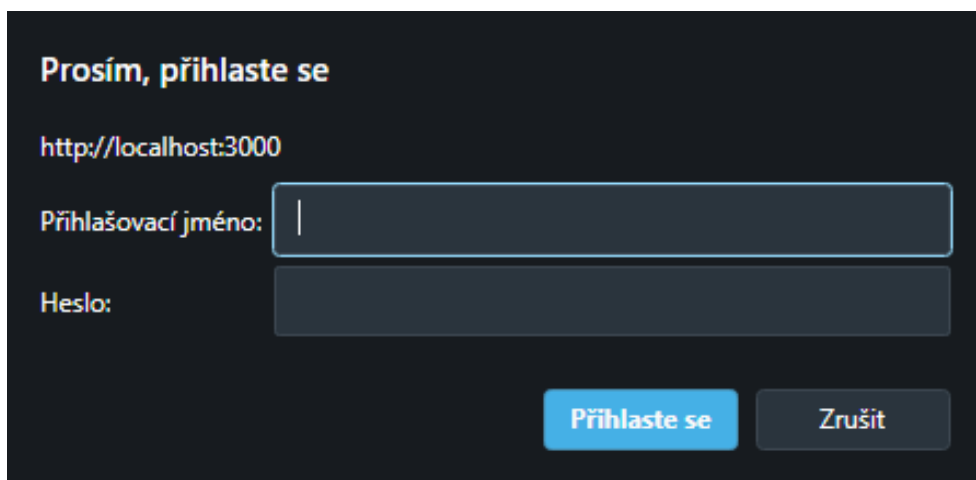 Prosím, přihlaste se
http://localhost:3000
Přihlašovací jméno:
Heslo:
Přihlaste se Zrušit